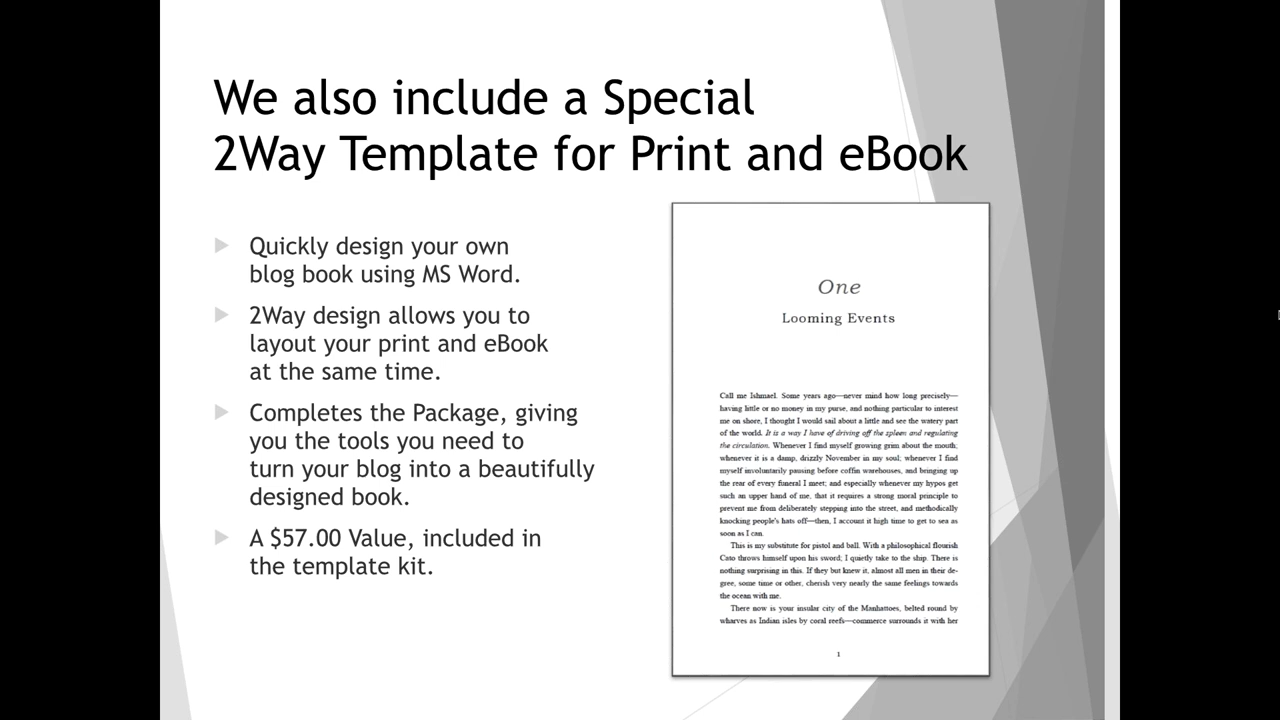 We also include a Special
2Way Template for Print and eBook
Quickly design your own
blog book using MS Word.
2Way design allows you to
layout your print and eBook
at the same time.
Completes the Package, giving
you the tools you need to
turn your blog into a beautifully
designed book.
A $57.00 Value, included in
the template kit.
One
Looming Events
Call me Ishmael. Some years ago—never mind how long precisely—
having little or no money in my purse, and nothing particular to interest
me on shore, I thought I would sail about a little and see the watery part
of the world. It is a way I have of driving off the spleen and regulating
the circulation. Whenever I find myself growing grim about the mouth;
whenever it is a damp, drizzly November in my soul; whenever I find
myself involuntarily pausing before coffin warehouses, and bringing up
the rear of every funeral I meet; and especially whenever my hypos get
such an upper hand of me, that it requires a strong moral principle to
prevent me from deliberately stepping into the street, and methodically
knocking people's hats off—then, I account it high time to get to sea as
soon as I can.
This is my substitute for pistol and ball. With a philosophical flourish
Cato throws himself upon his sword; I quietly take to the ship. There is
nothing surprising in this. If they but knew it, almost all men in their de-
gree, some time or other, cherish very nearly the same feelings towards
the ocean with me.
There now is your insular city of the Manhattoes, belted round by
wharves as Indian isles by coral reefs—commerce surrounds it with her
1